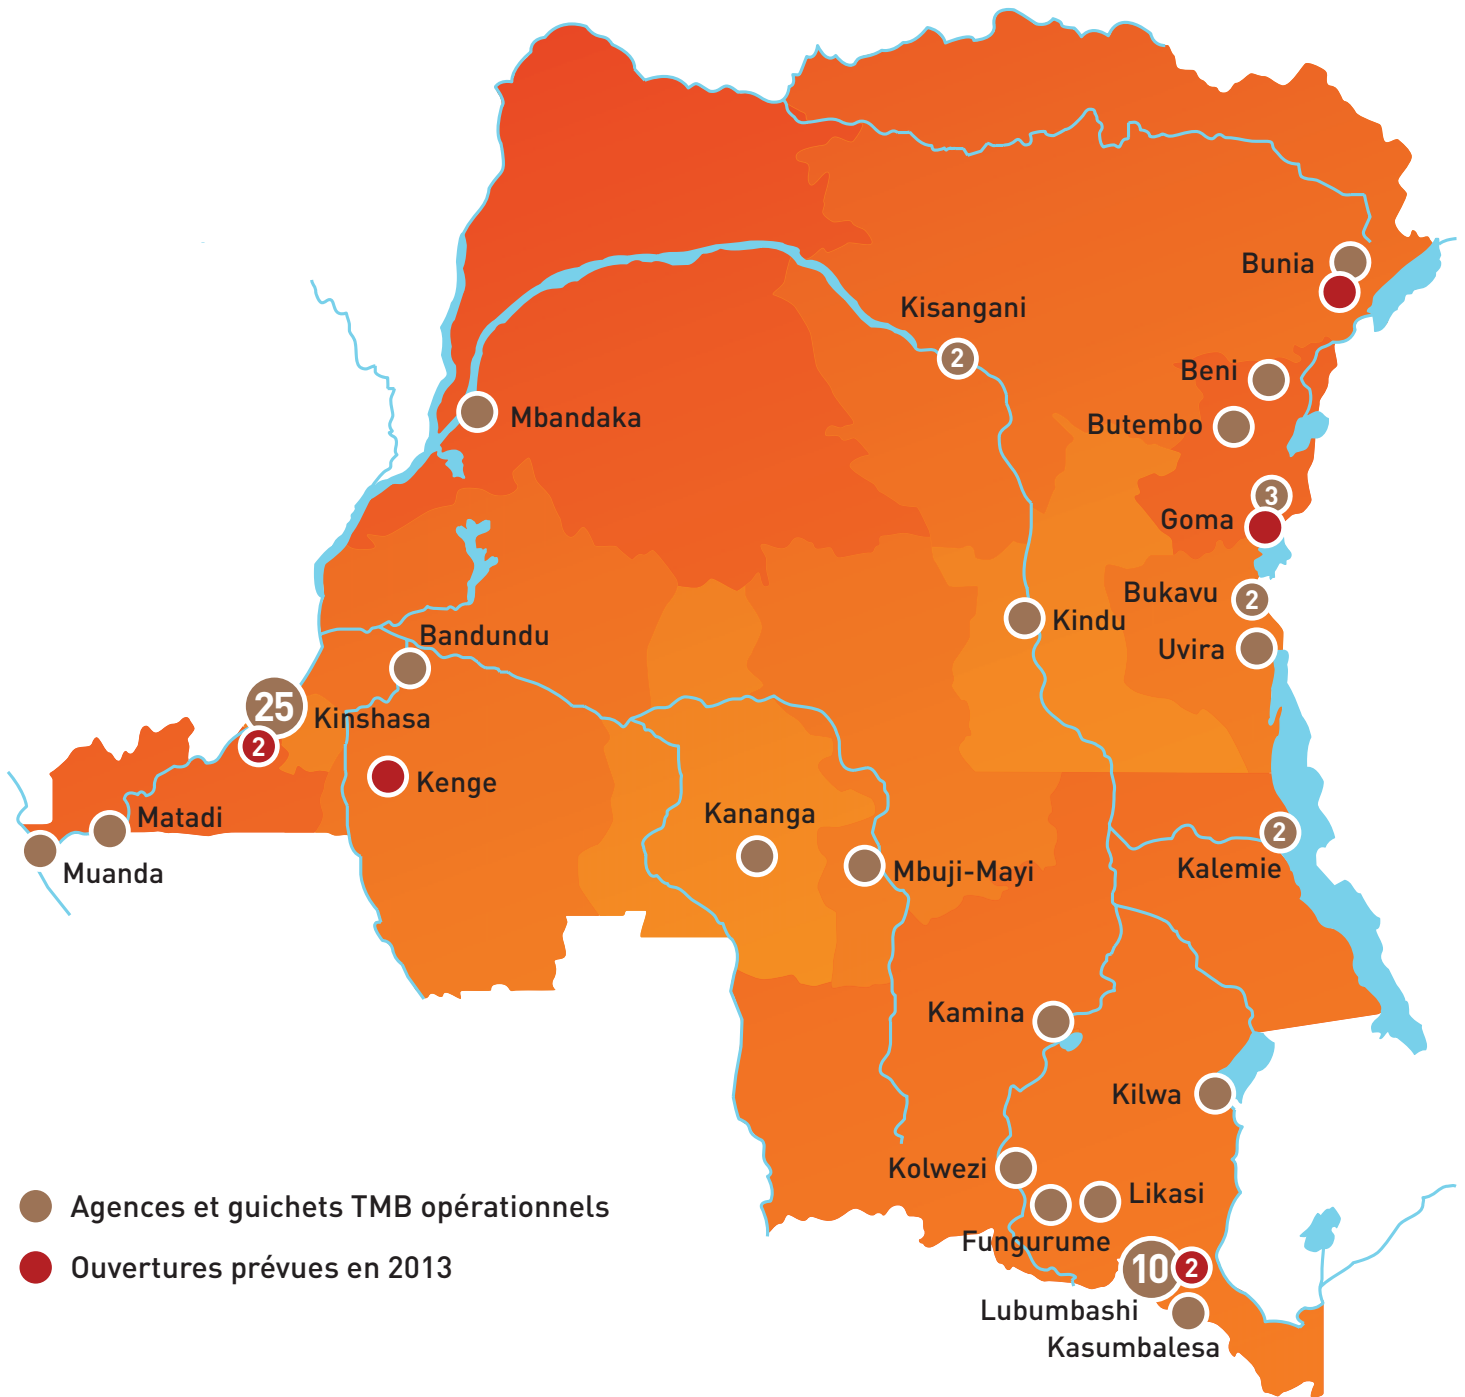 Bunia
Kisangani
2
Beni
Mbandaka
Butembo
3
Goma
Bukavu
2
Kindu
Uvira
Bandundu
25
Kinshasa
2
Kenge
Kananga
Matadi
2
Muanda
Mbuji-Mayi
Kalemie
Kamina
Kilwa
Kolwezi
Likasi
Agences et guichets TMB opérationnels
Fungurume
Ouvertures prévues en 2013
10
2
Lubumbashi
Kasumbalesa